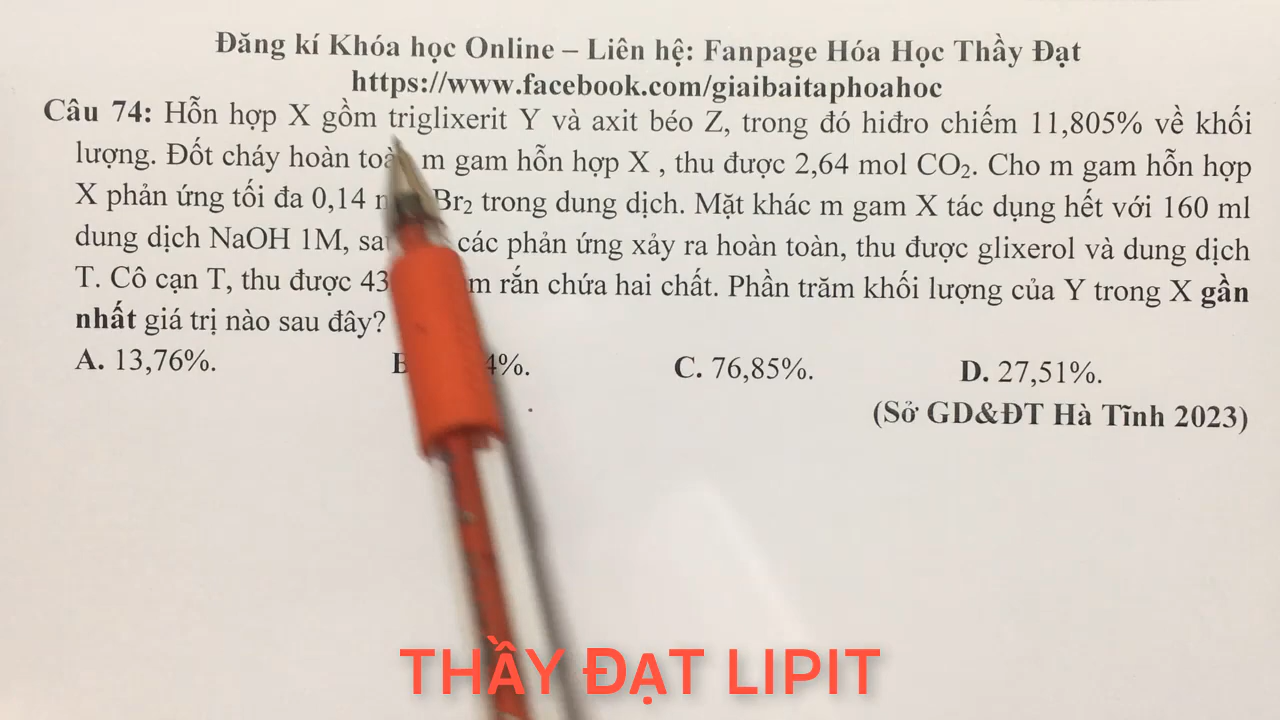 Đăng kí Khóa học Online – Liên hệ: Fanpage Hóa Học Thầy Đạt
https://www.facebook.com/giaibaitaphoahoc
Câu 74: Hỗn hợp X gồm triglixerit Y và axit béo Z, trong đó hiđro chiếm 11,805% về khối
lượng. Đốt cháy hoàn m gam hỗn hợp X , thu được 2,64 mol CO₂. Cho m gam hỗn hợp
X phản ứng tối đa 0,14 Br₂ trong dung dịch. Mặt khác m gam X tác dụng hết với 160 ml
dung dịch NaOH 1M, các phản ứng xảy ra hoàn toàn, thu được glixerol và dung dịch
T. Cô cạn T, thu được rắn chứa hai chất. Phần trăm khối lượng của Y trong X gần
nhất giá trị nào sau đây?
A. 13,76%. C. 76,85%. D. 27,51%.
(Sở GD&ĐT Hà Tĩnh 2023)
THẦY ĐẠT LIPIT